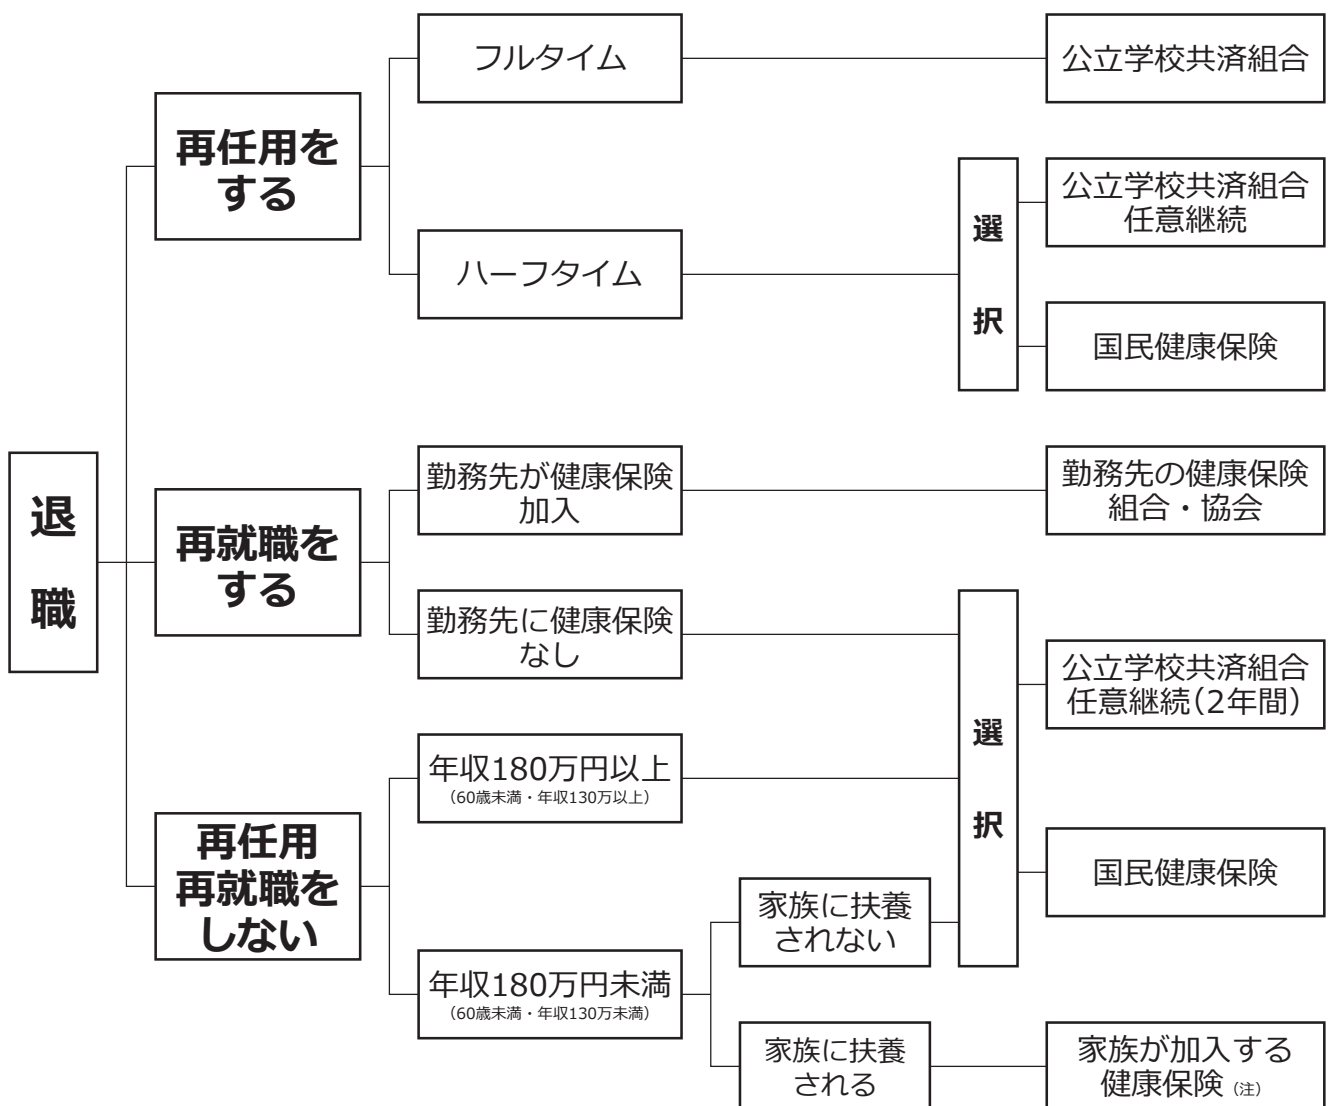 退職
再任用を
する
フルタイム
公立学校共済組合
ハーフタイム
選択
公立学校共済組合
任意継続
国民健康保険
再就職を
する
勤務先が健康保険
加入
勤務先の健康保険
組合・協会
勤務先に健康保険
なし
再任用
再就職を
しない
年収180万円以上
(60歳未満・年収130万以上)
年収180万円未満
(60歳未満・年収130万未満)
家族に扶養
されない
選択
公立学校共済組合
任意継続(2年間)
国民健康保険
家族に扶養
される
家族が加入する
健康保険 (注)